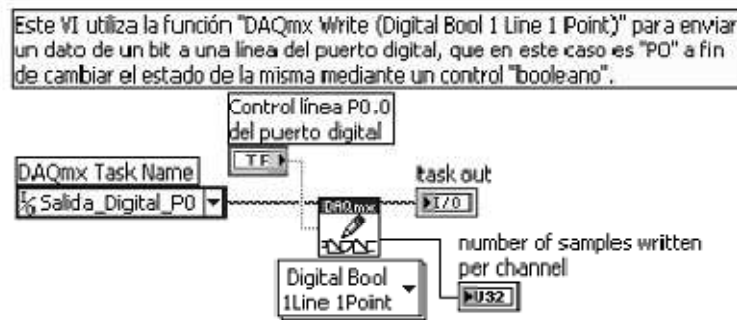 Este VI utiliza la función "DAQmx Write (Digital Bool 1 Line 1 Point)" para enviar
un dato de un bit a una línea del puerto digital, que en este caso es "P0" a fin
de cambiar el estado de la misma mediante un control "booleano".
Control línea P0.0
del puerto digital
TF
DAQmx Task Name
I/O Salida_Digital_P0
task out
I/O
DAQmx
number of samples written
per channel
U32
Digital Bool
1Line 1Point